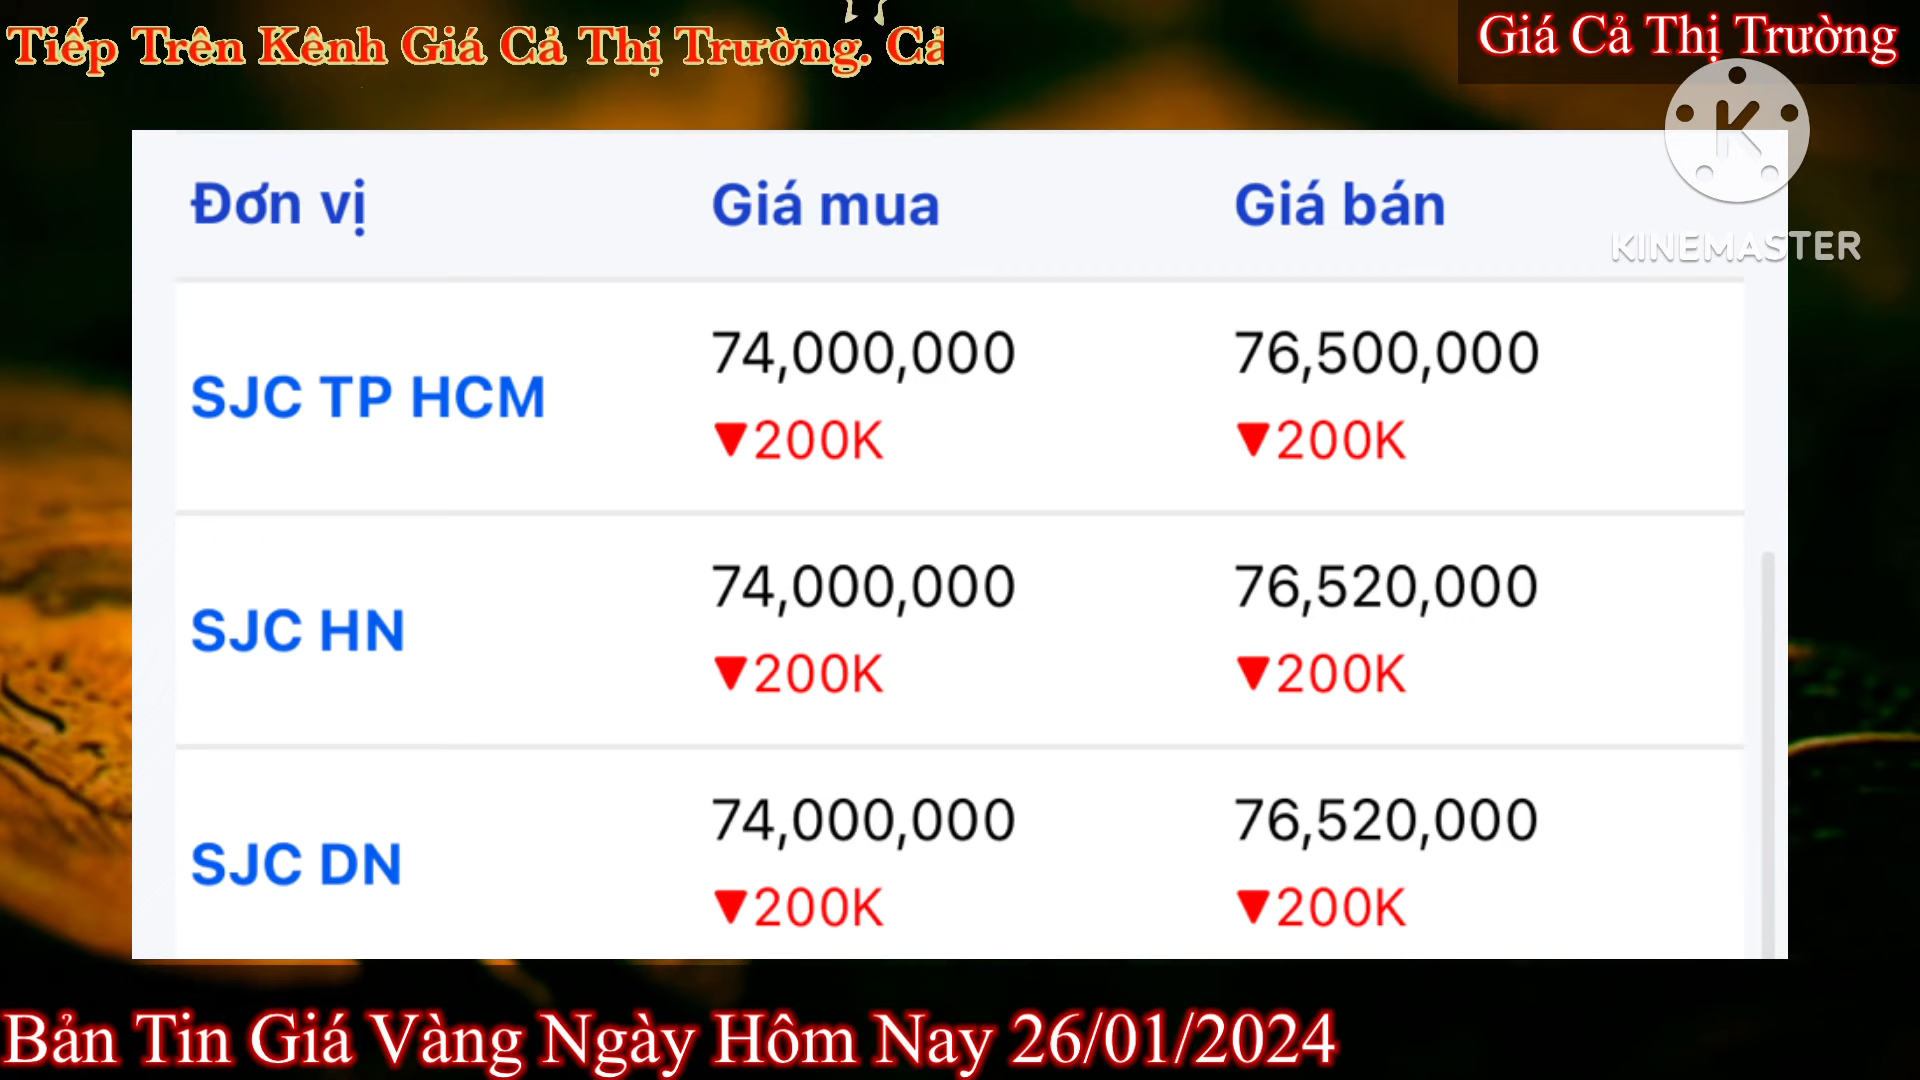 Tiếp Trên Kênh Giá Cả Thị Trường. Cả
Giá Cả Thị Trường
KINEMASTER
Đơn vị Giá mua Giá bán
SJC TP HCM 74,000,000 76,500,000
▼200K ▼200K
SJC HN 74,000,000 76,520,000
▼200K ▼200K
SJC DN 74,000,000 76,520,000
▼200K ▼200K
Bản Tin Giá Vàng Ngày Hôm Nay 26/01/2024